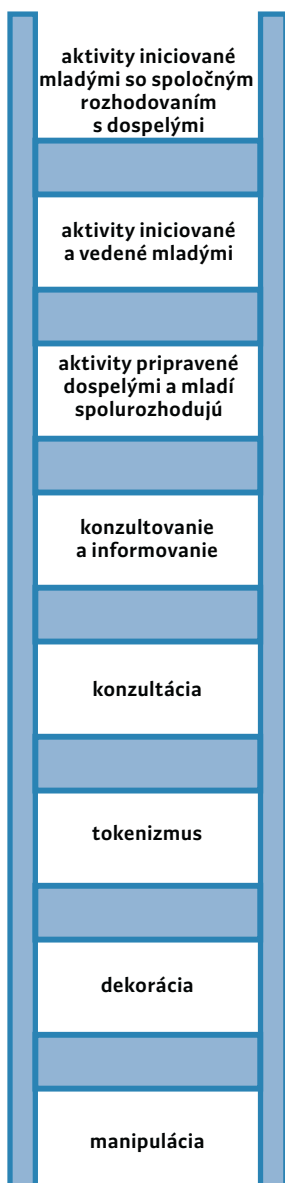 aktivity iniciované
mladými so spoločným
rozhodovaním
s dospelými
aktivity iniciované
a vedené mladými
aktivity pripravené
dospelými a mladí
spolurozhodujú
konzultovanie
a informovanie
konzultácia
tokenizmus
dekorácia
manipulácia